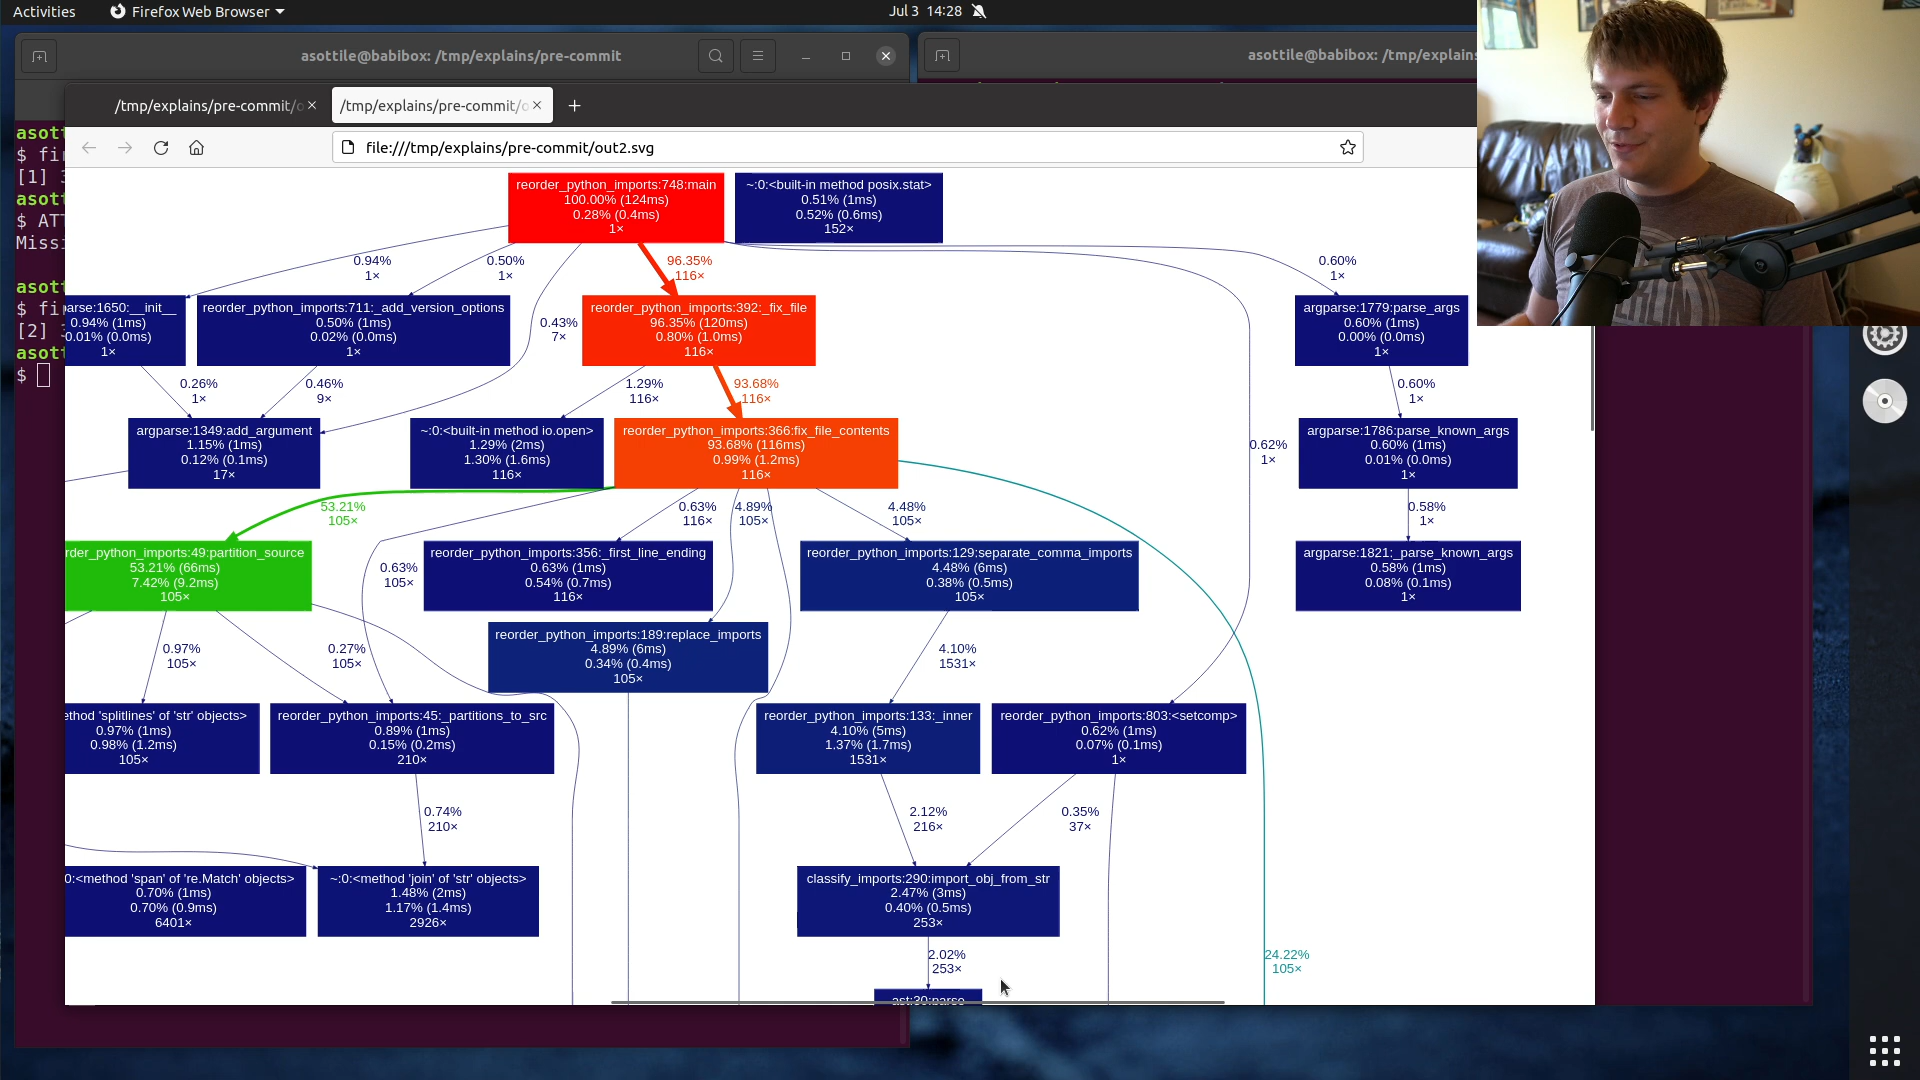 Activities
Firefox Web Browser
Jul 3 14:28
asottile@babibox: /tmp/explains/pre-commit
asottile@babibox: /tmp/explains
/tmp/explains/pre-commit/o
/tmp/explains/pre-commit/o
file:///tmp/explains/pre-commit/out2.svg
asott
$ fi
[1] 3
asott
$ ATT
Missi
asott
$ fi
[2] 3
asott
$
reorder_python_imports:748:main
100.00% (124ms)
0.28% (0.4ms)
1×
~:0:<built-in method posix.stat>
0.51% (1ms)
0.52% (0.6ms)
152×
0.94%
1×
0.50%
1×
96.35%
116×
0.60%
1×
arse:1650:__init__
0.94% (1ms)
0.01% (0.0ms)
1×
reorder_python_imports:711:_add_version_options
0.50% (1ms)
0.02% (0.0ms)
1×
0.43%
7×
reorder_python_imports:392:_fix_file
96.35% (120ms)
0.80% (1.0ms)
116×
argparse:1779:parse_args
0.60% (1ms)
0.00% (0.0ms)
1×
0.26%
1×
0.46%
9×
1.29%
116×
93.68%
116×
0.60%
1×
argparse:1349:add_argument
1.15% (1ms)
0.12% (0.1ms)
17×
~:0:<built-in method io.open>
1.29% (2ms)
1.30% (1.6ms)
116×
reorder_python_imports:366:fix_file_contents
93.68% (116ms)
0.99% (1.2ms)
116×
0.62%
1×
argparse:1786:parse_known_args
0.60% (1ms)
0.01% (0.0ms)
1×
53.21%
105×
0.63%
116×
4.89%
105×
4.48%
105×
0.58%
1×
rder_python_imports:49:partition_source
53.21% (66ms)
7.42% (9.2ms)
105×
0.63%
105×
reorder_python_imports:356:_first_line_ending
0.63% (1ms)
0.54% (0.7ms)
116×
reorder_python_imports:129:separate_comma_imports
4.48% (6ms)
0.38% (0.5ms)
105×
argparse:1821:_parse_known_args
0.58% (1ms)
0.08% (0.1ms)
1×
reorder_python_imports:189:replace_imports
4.89% (6ms)
0.34% (0.4ms)
105×
0.97%
105×
0.27%
105×
4.10%
1531×
ethod 'splitlines' of 'str' objects>
0.97% (1ms)
0.98% (1.2ms)
105×
reorder_python_imports:45:_partitions_to_src
0.89% (1ms)
0.15% (0.2ms)
210×
reorder_python_imports:133:_inner
4.10% (5ms)
1.37% (1.7ms)
1531×
reorder_python_imports:803:<setcomp>
0.62% (1ms)
0.07% (0.1ms)
1×
0.74%
210×
2.12%
216×
0.35%
37×
0:<method 'span' of 're.Match' objects>
0.70% (1ms)
0.70% (0.9ms)
6401×
~:0:<method 'join' of 'str' objects>
1.48% (2ms)
1.17% (1.4ms)
2926×
classify_imports:290:import_obj_from_str
2.47% (3ms)
0.40% (0.5ms)
253×
2.02%
253×
24.22%
105×
ast:30:parse